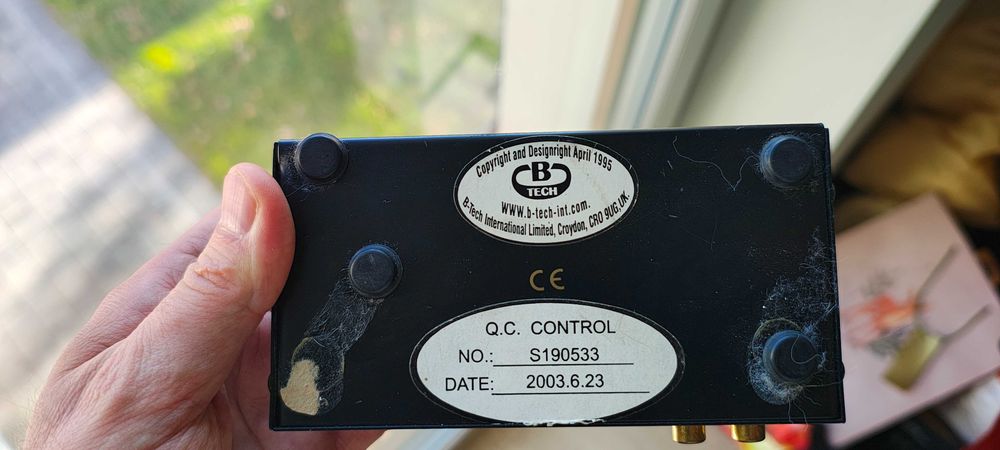 Copyright and Designright April 1995
B
TECH
WWW.b-tech-int.com.
B-Tech International Limited, Croydon, CRO 9UG, UK.
CE
Q.C. CONTROL
NO.: S190533
DATE: 2003.6.23